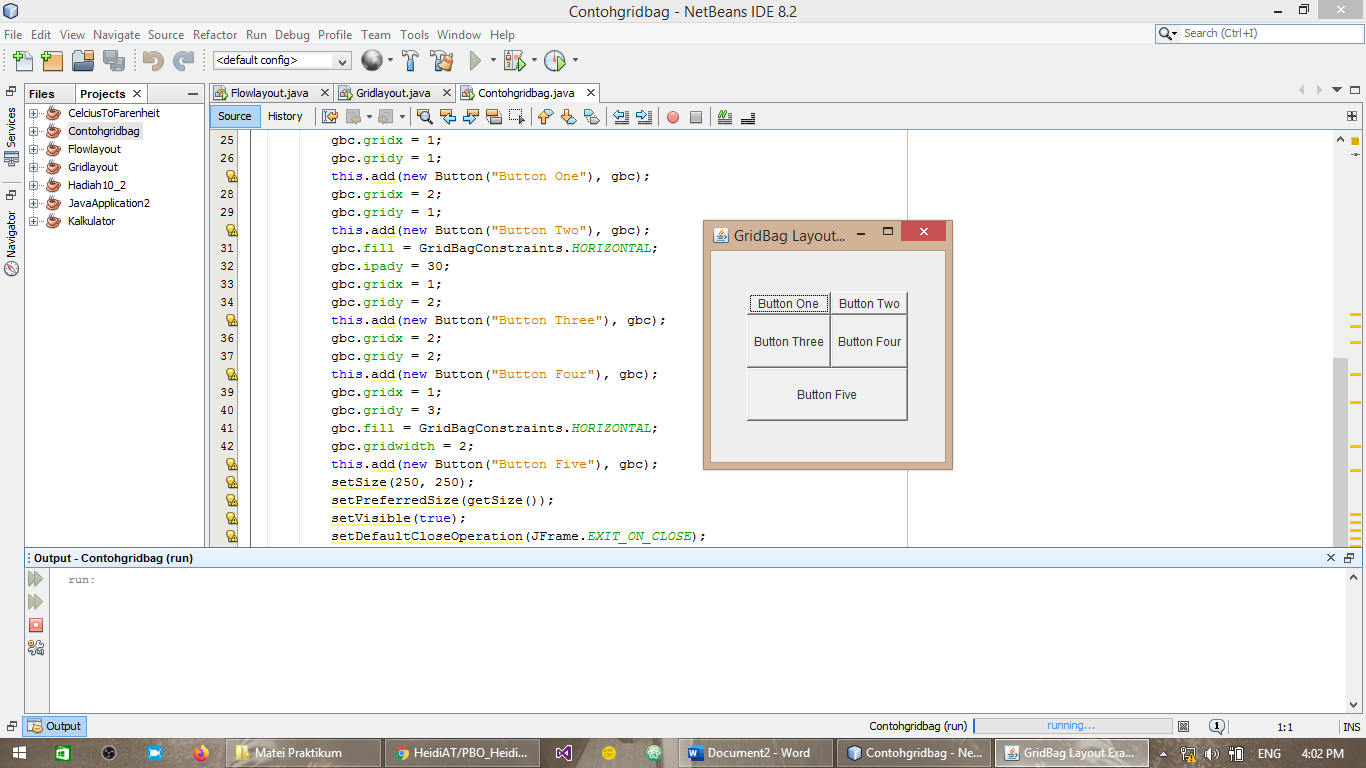 Contohgridbag - NetBeans IDE 8.2
File Edit View Navigate Source Refactor Run Debug Profile Team Tools Window Help
Search (Ctrl+I)
<default config>
Files Projects
Services
Navigator
CelciusToFarenheit
Contohgridbag
Flowlayout
Gridlayout
Hadiah10_2
JavaApplication2
Kalkulator
Flowlayout.java Gridlayout.java Contohgridbag.java
Source History
25 gbc.gridx = 1;
26 gbc.gridy = 1;
this.add(new Button("Button One"), gbc);
28 gbc.gridx = 2;
29 gbc.gridy = 1;
this.add(new Button("Button Two"), gbc);
31 gbc.fill = GridBagConstraints.HORIZONTAL;
32 gbc.ipady = 30;
33 gbc.gridx = 1;
34 gbc.gridy = 2;
this.add(new Button("Button Three"), gbc);
36 gbc.gridx = 2;
37 gbc.gridy = 2;
this.add(new Button("Button Four"), gbc);
39 gbc.gridx = 1;
40 gbc.gridy = 3;
41 gbc.fill = GridBagConstraints.HORIZONTAL;
42 gbc.gridwidth = 2;
this.add(new Button("Button Five"), gbc);
setSize(250, 250);
setPreferredSize(getSize());
setVisible(true);
setDefaultCloseOperation(JFrame.EXIT_ON_CLOSE);
GridBag Layout...
Button One Button Two
Button Three Button Four
Button Five
Output - Contohgridbag (run)
run:
Output
Contohgridbag (run) running... 1 1:1 INS
Matei Praktikum HeidiAT/PBO_Heidi... Document2 - Word Contohgridbag - Ne... GridBag Layout Exa... ENG 4:02 PM